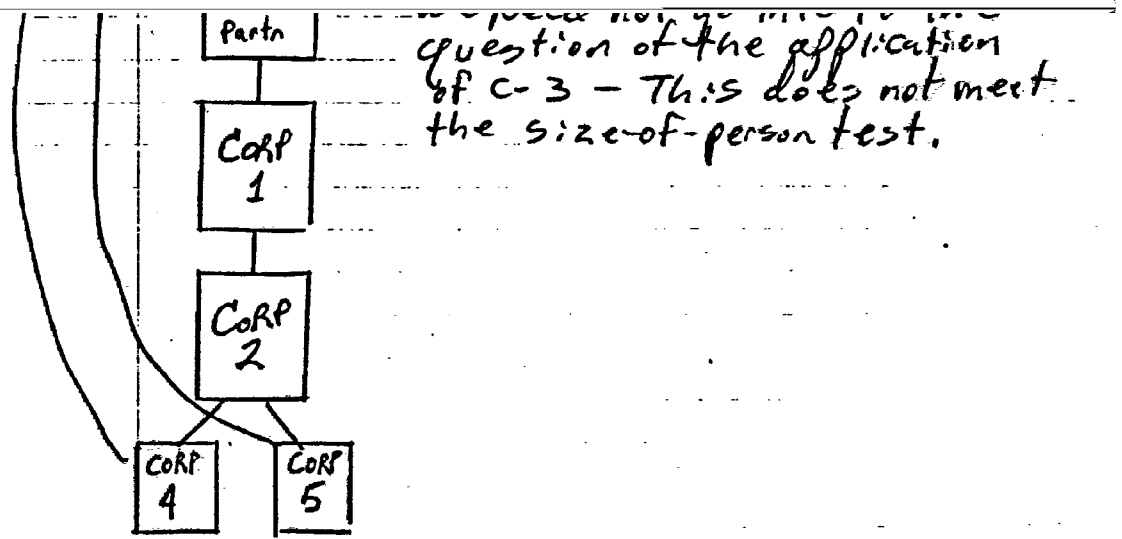 Partn
question of the application
of C-3 – This does not meet
the size-of-person test.
CORP
1
CORP
2
CORP
4
CORP
5